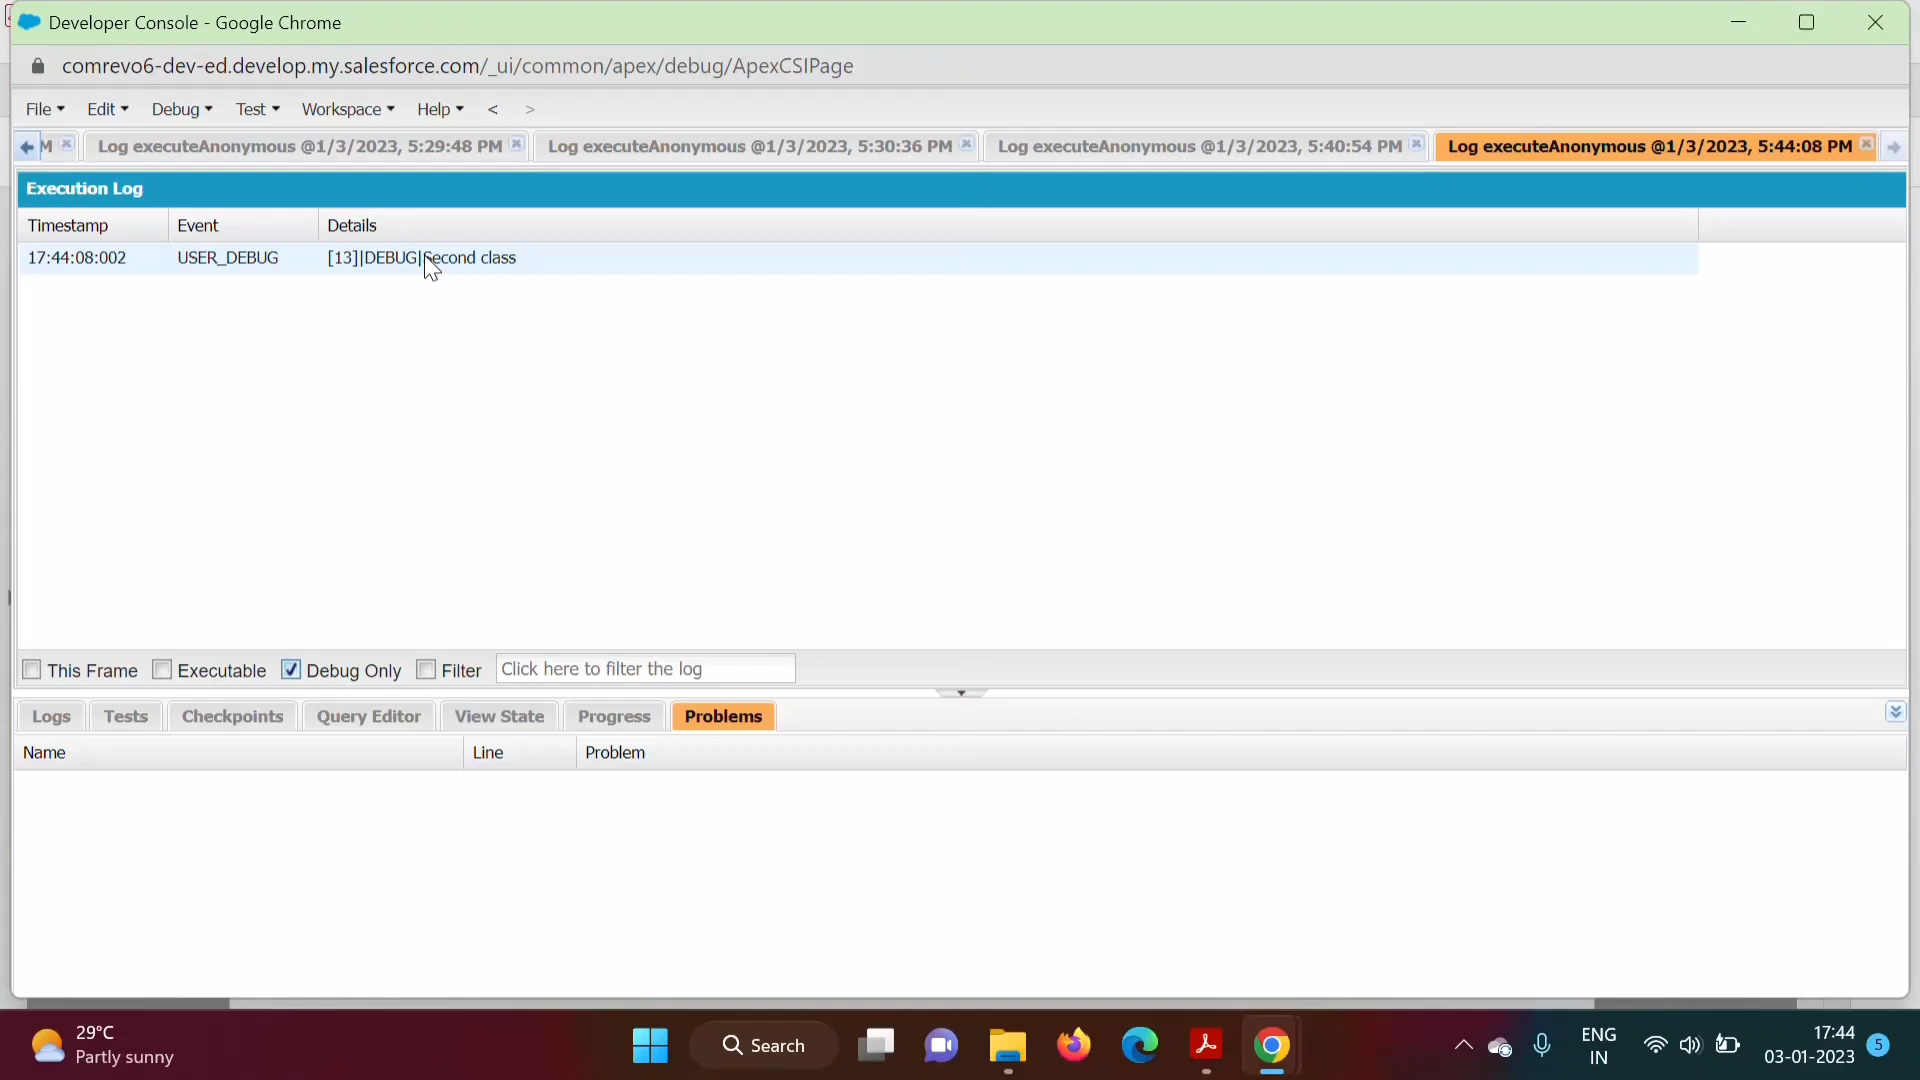 Developer Console - Google Chrome
comrevo6-dev-ed.develop.my.salesforce.com/_ui/common/apex/debug/ApexCSIPage
File Edit Debug Test Workspace Help < >
M Log executeAnonymous @1/3/2023, 5:29:48 PM Log executeAnonymous @1/3/2023, 5:30:36 PM Log executeAnonymous @1/3/2023, 5:40:54 PM Log executeAnonymous @1/3/2023, 5:44:08 PM
Execution Log
Timestamp Event Details
17:44:08:002 USER_DEBUG [13]|DEBUG|Second class
This Frame Executable Debug Only Filter Click here to filter the log
Logs Tests Checkpoints Query Editor View State Progress Problems
Name Line Problem
29°C
Partly sunny
Search
ENG
IN
17:44
03-01-2023
5